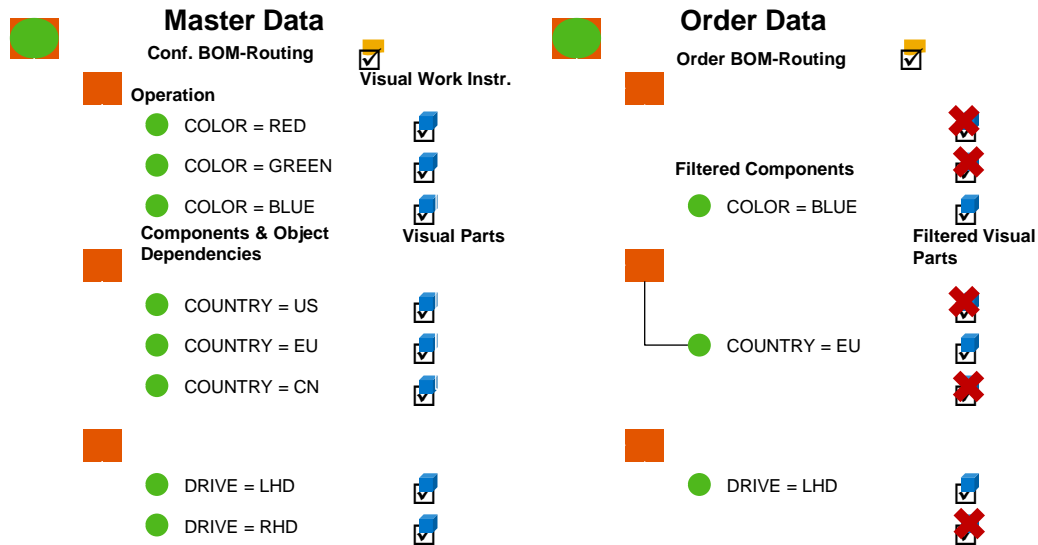 Master Data
Conf. BOM-Routing
Visual Work Instr.
Operation
COLOR = RED
COLOR = GREEN
COLOR = BLUE
Components & Object
Dependencies
Visual Parts
COUNTRY = US
COUNTRY = EU
COUNTRY = CN
DRIVE = LHD
DRIVE = RHD
Order Data
Order BOM-Routing
Filtered Components
COLOR = BLUE
Filtered Visual
Parts
COUNTRY = EU
DRIVE = LHD